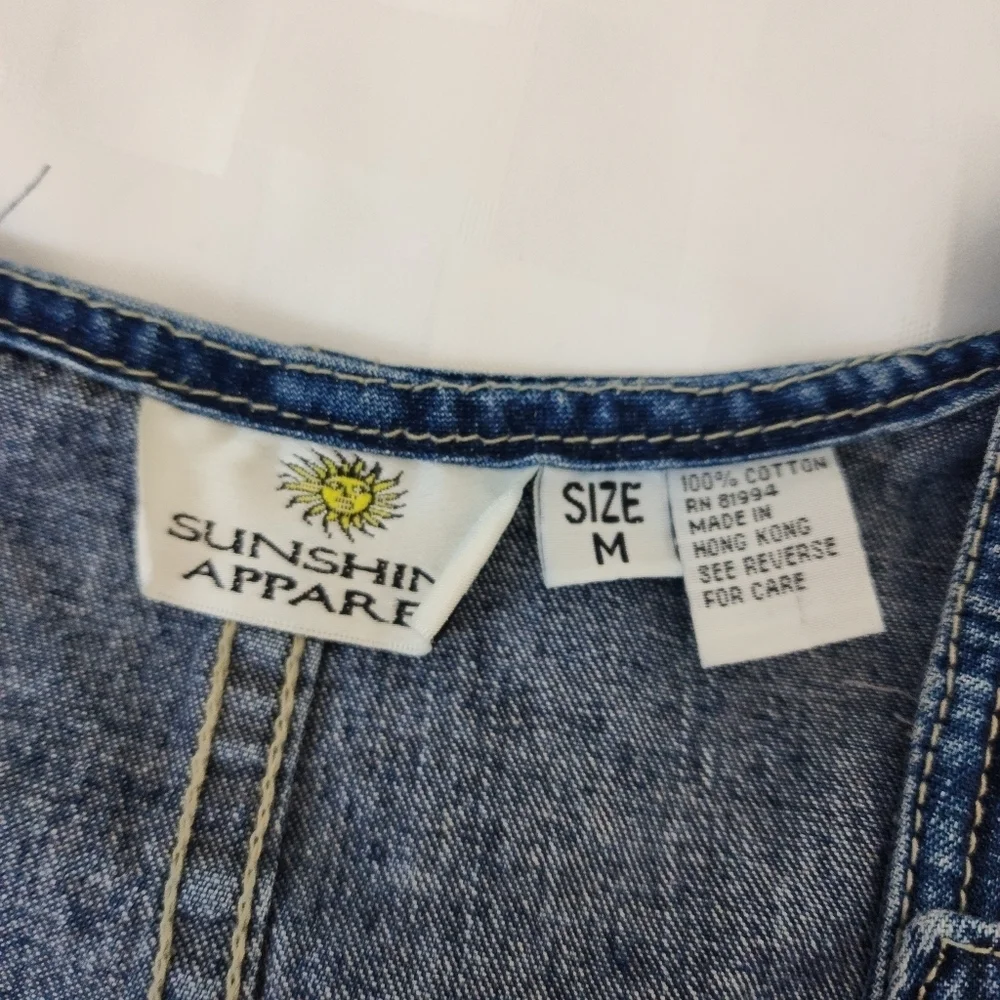 SUNSHIN
APPARE
SIZE
M
100% COTTON
RN 81994
MADE IN
HONG KONG
SEE REVERSE
FOR CARE